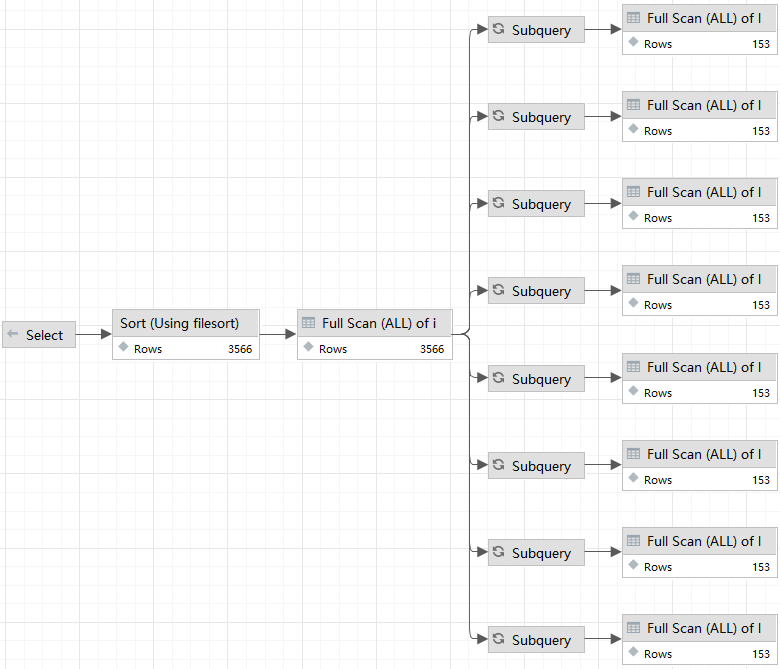 Subquery
Full Scan (ALL) of l
Rows 153
Subquery
Full Scan (ALL) of l
Rows 153
Subquery
Full Scan (ALL) of l
Rows 153
Subquery
Full Scan (ALL) of l
Rows 153
Select
Sort (Using filesort)
Rows 3566
Full Scan (ALL) of i
Rows 3566
Subquery
Full Scan (ALL) of l
Rows 153
Subquery
Full Scan (ALL) of l
Rows 153
Subquery
Full Scan (ALL) of l
Rows 153
Subquery
Full Scan (ALL) of l
Rows 153